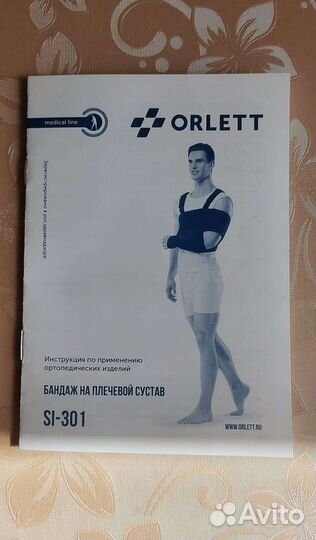 medical line
ORLETT
Зарегистрировано в Росздравнадзоре
Инструкция по применению
ортопедических изделий
БАНДАЖ НА ПЛЕЧЕВОЙ СУСТАВ
SI-301
WWW.ORLETT.RU
Avito